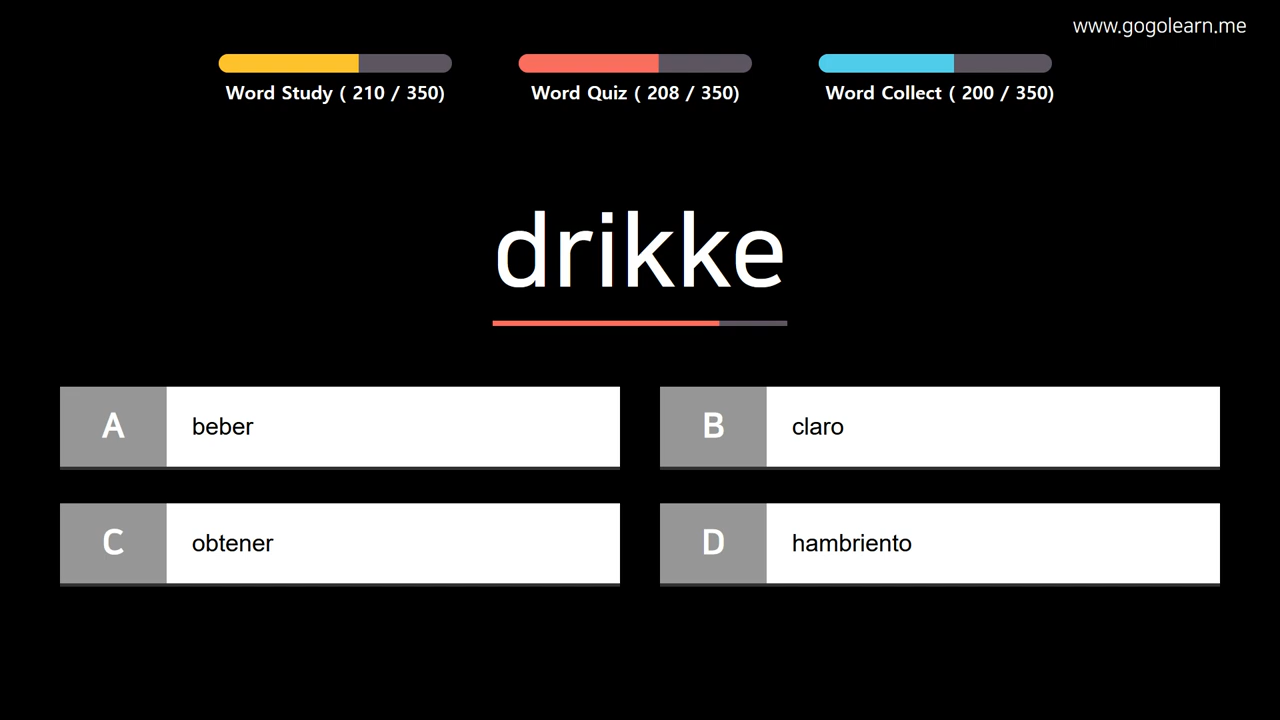 www.gogolearn.me
Word Study ( 210 / 350)
Word Quiz ( 208 / 350)
Word Collect ( 200 / 350)
drikke
A beber
B claro
C obtener
D hambriento